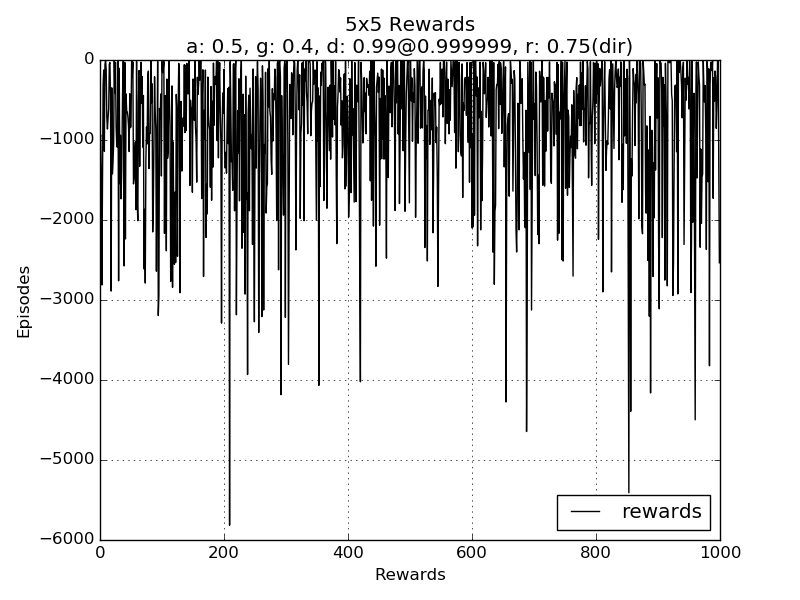 5x5 Rewards
a: 0.5, g: 0.4, d: 0.99@0.999999, r: 0.75(dir)
0
−1000
−2000
−3000
−4000
−5000
−6000
Episodes
rewards
0 200 400 600 800 1000
Rewards